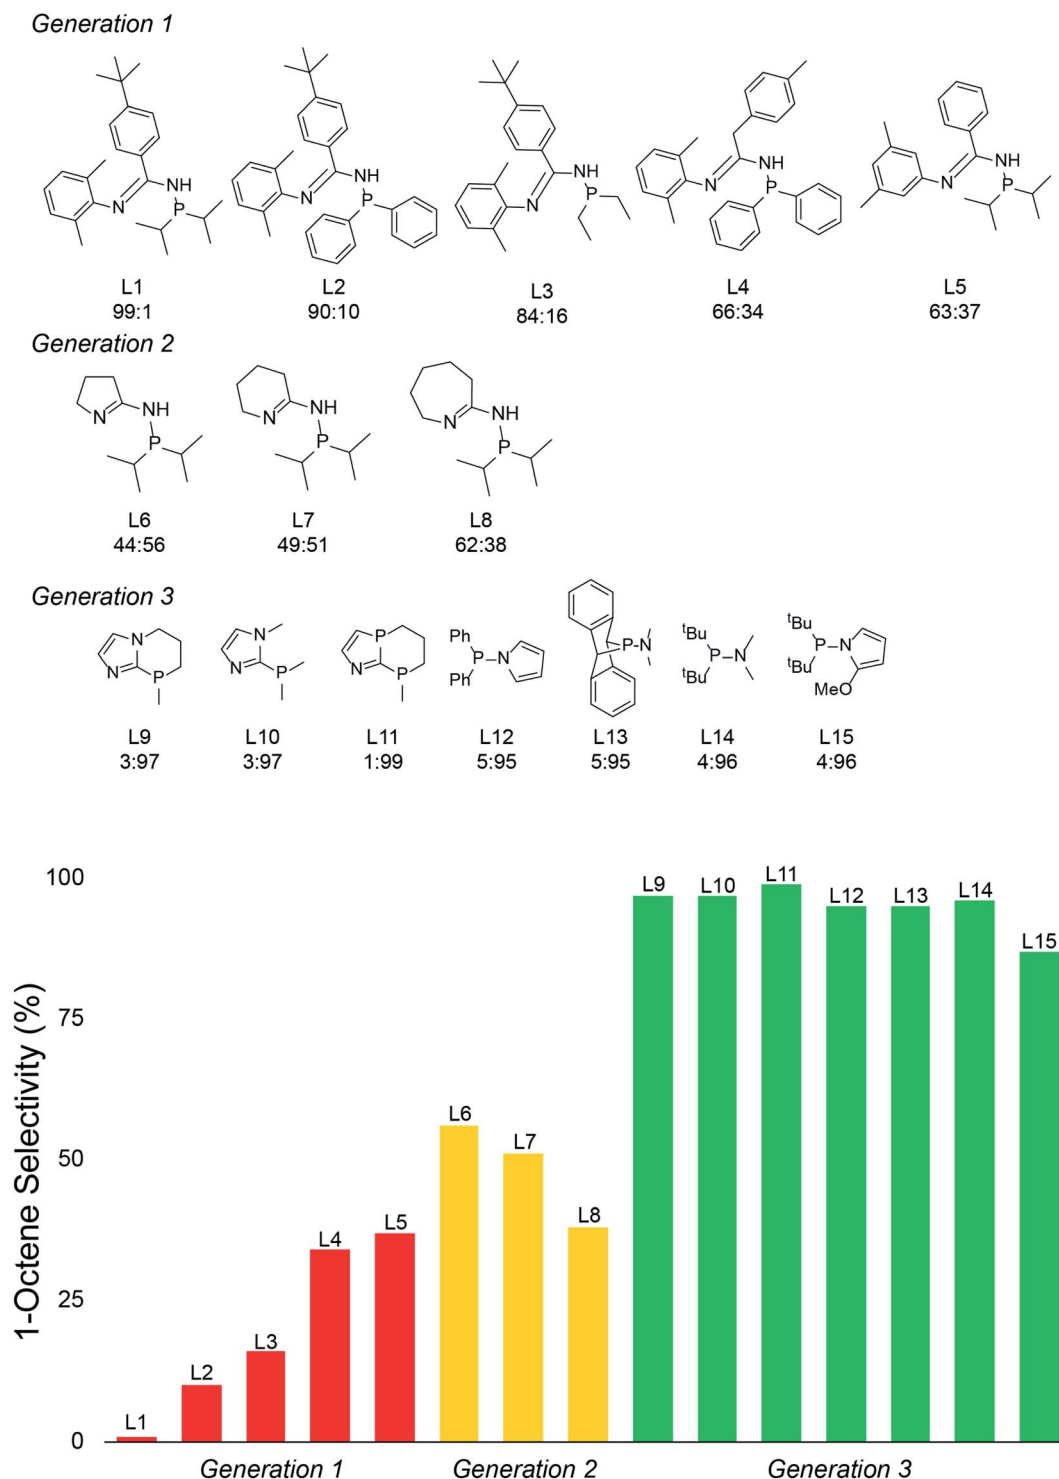 Generation 1
NH
N
P
NH
N
P
NH
N
P
NH
N
P
NH
N
P
L1
99:1
L2
90:10
L3
84:16
L4
66:34
L5
63:37
Generation 2
N
NH
P
N
NH
P
N
NH
P
L6
44:56
L7
49:51
L8
62:38
Generation 3
N
N
P
N
N
P
P
N
P
Ph
P
N
Ph
P
N
tBu
P
N
tBu
tBu
P
N
tBu
MeO
L9
3:97
L10
3:97
L11
1:99
L12
5:95
L13
5:95
L14
4:96
L15
4:96
1-Octene Selectivity (%)
100
75
50
25
0
L1
L2
L3
L4
L5
L6
L7
L8
L9
L10
L11
L12
L13
L14
L15
Generation 1
Generation 2
Generation 3